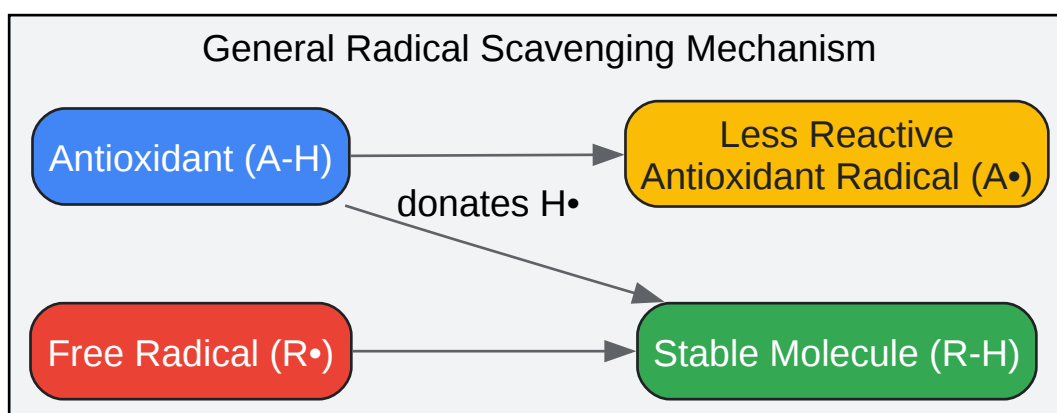 General Radical Scavenging Mechanism
Antioxidant (A-H)
Less Reactive
Antioxidant Radical (A•)
donates H•
Free Radical (R•)
Stable Molecule (R-H)